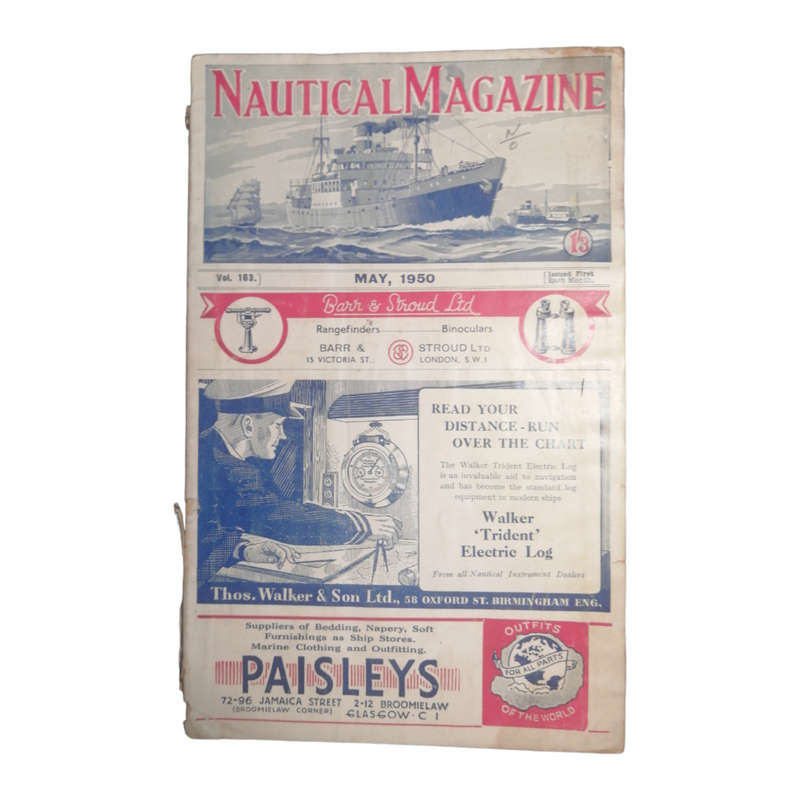 NAUTICAL MAGAZINE
N/0
1/3
Vol. 163.
MAY, 1950
Issued First
Each Month.
Barr & Stroud Ltd
Rangefinders Binoculars
BARR & STROUD LTD
15 VICTORIA ST., LONDON, S.W.1
READ YOUR
DISTANCE-RUN
OVER THE CHART
The Walker Trident Electric Log
is an invaluable aid to navigation
and has become the standard log
equipment in modern ships
Walker
'Trident'
Electric Log
From all Nautical Instrument Dealers
Thos. Walker & Son Ltd., 58 OXFORD ST. BIRMINGHAM ENG.
Suppliers of Bedding, Napery, Soft
Furnishings as Ship Stores.
Marine Clothing and Outfitting.
PAISLEYS
72-96 JAMAICA STREET 2-12 BROOMIELAW
(BROOMIELAW CORNER) GLASGOW·C 1
OUTFITS
FOR ALL PARTS
OF THE WORLD